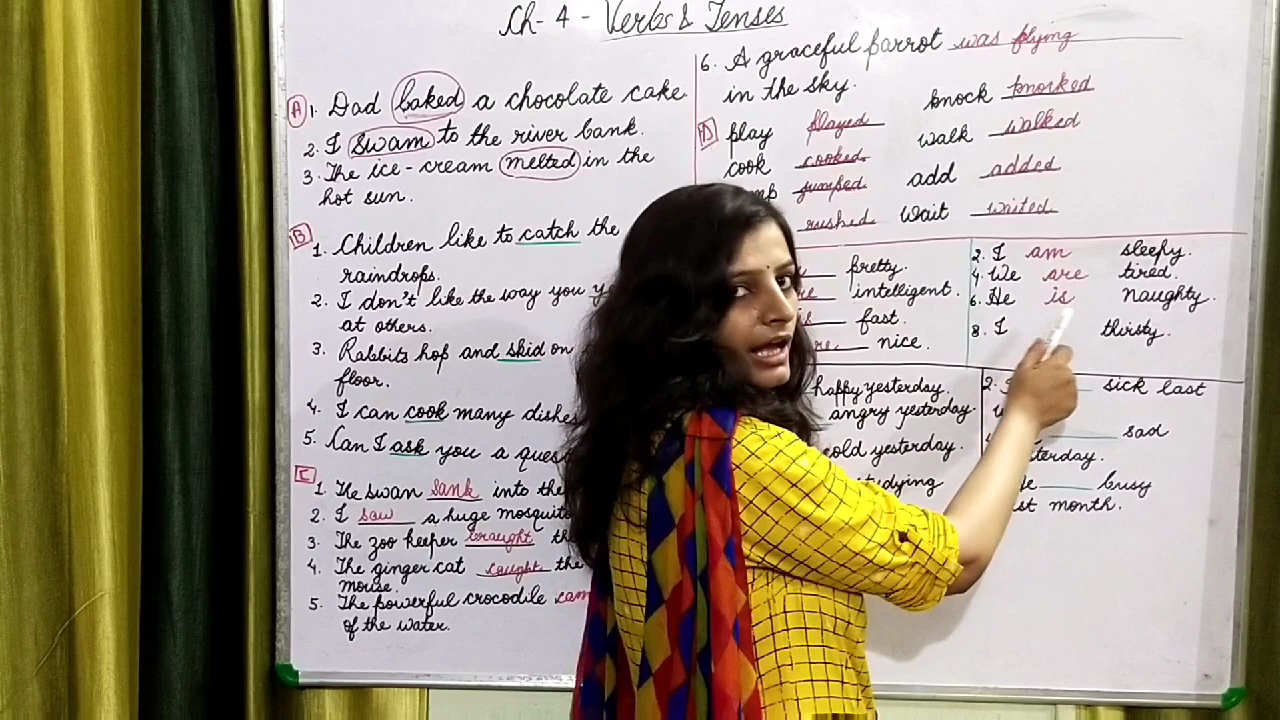 Ch- 4 - Verbs & Tenses
A 1. Dad baked a chocolate cake.
2. I swam to the river bank.
3. The ice-cream melted in the
hot sun.
B 1. Children like to catch the
raindrops.
2. I don't like the way you
at others.
3. Rabbits hop and skid on
floor.
4. I can cook many dishes
5. Can I ask you a
C 1. The swan sank into the
2. I saw a huge mosquito
3. The zoo keeper brought
4. The ginger cat caught the
mouse.
5. The powerful crocodile
of the water.
6. A graceful parrot was flying
in the sky.
D play played
cook cooked
jumped
rushed
knock knocked
walk walked
add added
wait waited
pretty.
intelligent.
fast.
nice.
2. I am sleepy.
4. We are tired.
6. He is naughty.
8. I thirsty.
happy yesterday.
angry yesterday.
cold yesterday.
studying
2. sick last
sad
busy
month.